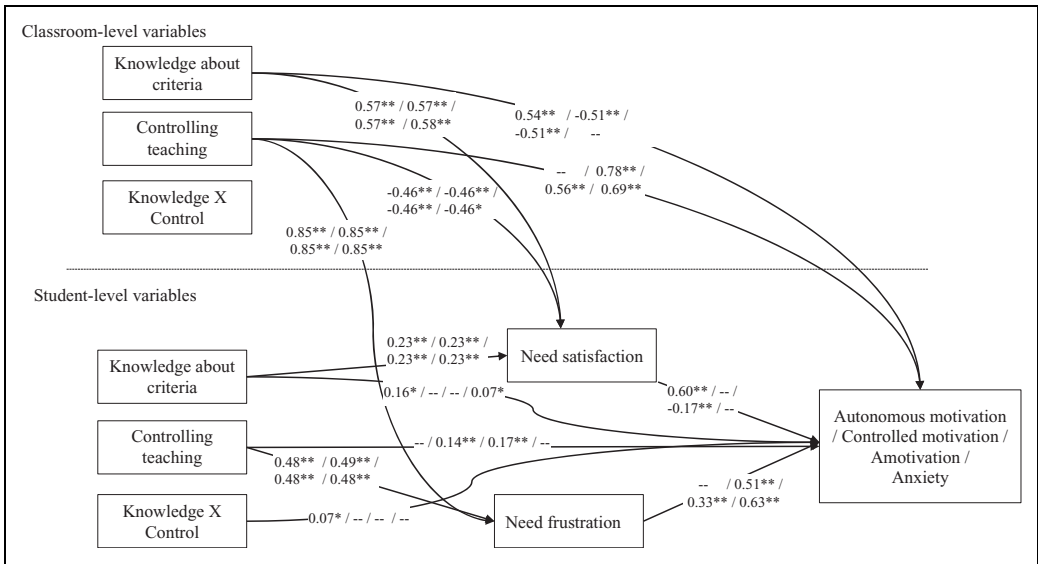 Classroom-level variables
Knowledge about
criteria
0.57** / 0.57** /
0.57** / 0.58**
0.54** / -0.51** /
-0.51** / --
Controlling
teaching
-- / 0.78** /
0.56** / 0.69**
-0.46** / -0.46** /
-0.46** / -0.46*
Knowledge X
Control
0.85** / 0.85** /
0.85** / 0.85**
Student-level variables
Need satisfaction
0.23** / 0.23** /
0.23** / 0.23**
Knowledge about
criteria
0.16* / -- / -- / 0.07*
0.60** / -- /
-0.17** / --
Autonomous motivation
/ Controlled motivation /
Amotivation /
Anxiety
Controlling
teaching
-- / 0.14** / 0.17** / --
0.48** / 0.49** /
0.48** / 0.48**
-- / 0.51** /
0.33** / 0.63**
Knowledge X
Control
0.07* / -- / -- / --
Need frustration